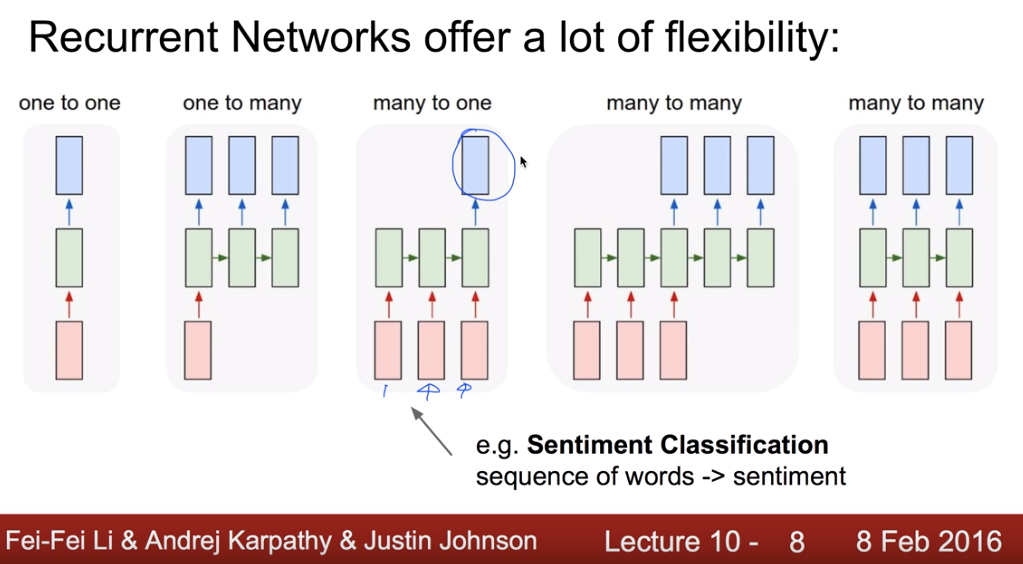 Recurrent Networks offer a lot of flexibility:
one to one one to many many to one many to many many to many
e.g. Sentiment Classification
sequence of words -> sentiment
Fei-Fei Li & Andrej Karpathy & Justin Johnson Lecture 10 - 8 8 Feb 2016